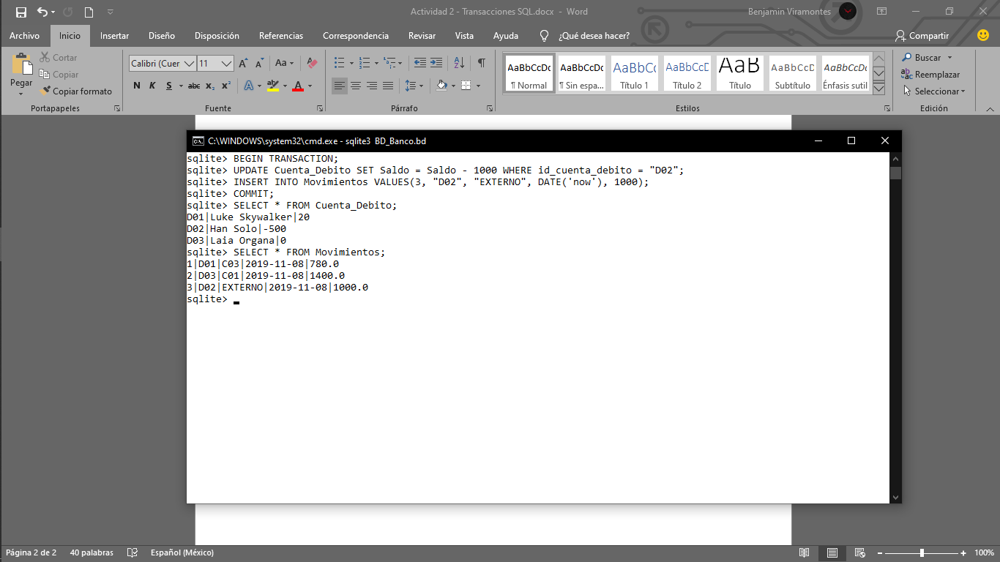 Actividad 2 - Transacciones SQL.docx - Word
Benjamin Viramontes
Archivo Inicio Insertar Diseño Disposición Referencias Correspondencia Revisar Vista Ayuda ¿Qué desea hacer? Compartir
Pegar
Cortar
Copiar
Copiar formato
Portapapeles
Calibri (Cuer 11 Aa
N K S abc x₂ x² A A
Fuente
Párrafo
AaBbCcDc AaBbCcDc AaBbCc AaBbCcD AaB AaBbCcD AaBbCcDc
¶ Normal ¶ Sin espa... Título 1 Título 2 Título Subtítulo Énfasis sutil
Estilos
Buscar
Reemplazar
Seleccionar
Edición
C:\WINDOWS\system32\cmd.exe - sqlite3 BD_Banco.bd
sqlite> BEGIN TRANSACTION;
sqlite> UPDATE Cuenta_Debito SET Saldo = Saldo - 1000 WHERE id_cuenta_debito = "D02";
sqlite> INSERT INTO Movimientos VALUES(3, "D02", "EXTERNO", DATE('now'), 1000);
sqlite> COMMIT;
sqlite> SELECT * FROM Cuenta_Debito;
D01|Luke Skywalker|20
D02|Han Solo|-500
D03|Laia Organa|0
sqlite> SELECT * FROM Movimientos;
1|D01|C03|2019-11-08|780.0
2|D03|C01|2019-11-08|1400.0
3|D02|EXTERNO|2019-11-08|1000.0
sqlite>
Página 2 de 2 40 palabras Español (México) 100%